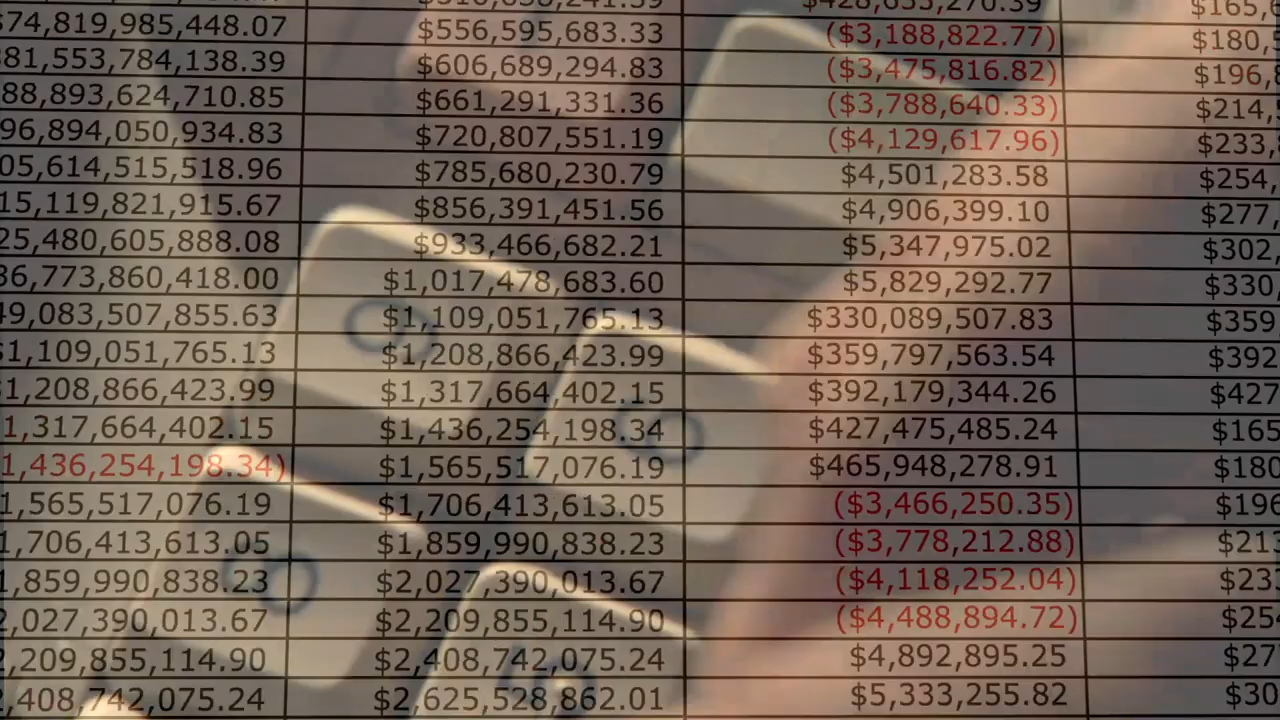 $74,819,985,448.07 $556,595,683.33 ($3,188,822.77) $180,
81,553,784,138.39 $606,689,294.83 ($3,475,816.82) $196,
88,893,624,710.85 $661,291,331.36 ($3,788,640.33) $214,
96,894,050,934.83 $720,807,551.19 ($4,129,617.96) $233,
05,614,515,518.96 $785,680,230.79 $4,501,283.58 $254,
15,119,821,915.67 $856,391,451.56 $4,906,399.10 $277,
25,480,605,888.08 $933,466,682.21 $5,347,975.02 $302,
36,773,860,418.00 $1,017,478,683.60 $5,829,292.77 $330,
49,083,507,855.63 $1,109,051,765.13 $330,089,507.83 $359
$1,109,051,765.13 $1,208,866,423.99 $359,797,563.54 $392
1,208,866,423.99 $1,317,664,402.15 $392,179,344.26 $427
1,317,664,402.15 $1,436,254,198.34 $427,475,485.24 $165
1,436,254,198.34) $1,565,517,076.19 $465,948,278.91 $180
1,565,517,076.19 $1,706,413,613.05 ($3,466,250.35) $196
1,706,413,613.05 $1,859,990,838.23 ($3,778,212.88) $213
1,859,990,838.23 $2,027,390,013.67 ($4,118,252.04) $23
2,027,390,013.67 $2,209,855,114.90 ($4,488,894.72) $254
2,209,855,114.90 $2,408,742,075.24 $4,892,895.25 $27
2,408,742,075.24 $2,625,528,862.01 $5,333,255.82 $30